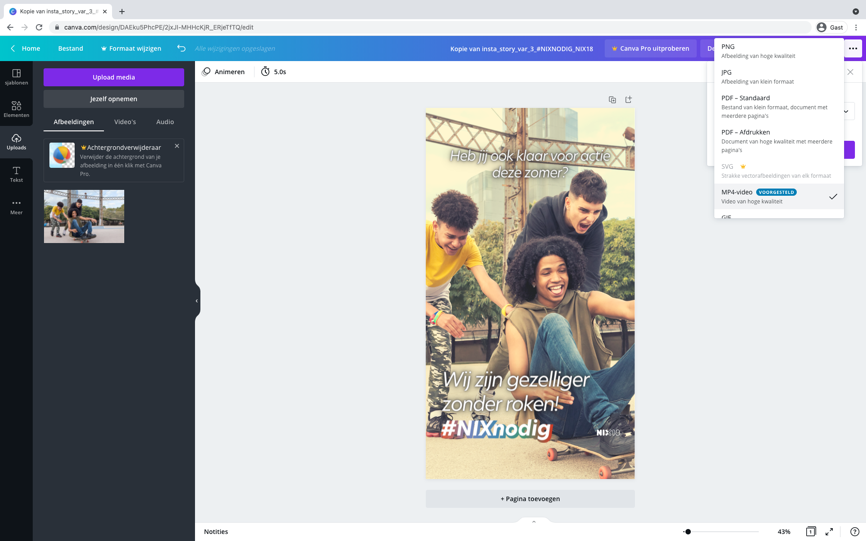 Kopie van insta_story_var_3_
canva.com/design/DAEkuSPhcPE/2jxJI-MHHcKjR_ERjeTfTQ/edit
Gast
Home
Bestand
Formaat wijzigen
Alle wijzigingen opgeslagen
Kopie van insta_story_var_3_#NIXNODIG_NIX18
Canva Pro uitproberen
sjablonen
Elementen
Uploads
Tekst
Meer
Upload media
Jezelf opnemen
Afbeeldingen
Video's
Audio
Achtergrondverwijderaar
Verwijder de achtergrond van je
afbeelding in één klik met Canva
Pro.
Animeren
5.0s
Heb jij ook klaar voor actie
deze zomer?
Wij zijn gezelliger
zonder roken!
#NIXnodig
+ Pagina toevoegen
PNG
Afbeelding van hoge kwaliteit
JPG
Afbeelding van klein formaat
PDF – Standaard
Bestand van klein formaat, document met
meerdere pagina's
PDF – Afdrukken
Document van hoge kwaliteit met meerdere
pagina's
SVG
Strakke vectorafbeeldingen van elk formaat
MP4-video VOORGESTELD
Video van hoge kwaliteit
GIF
Notities
43%
1